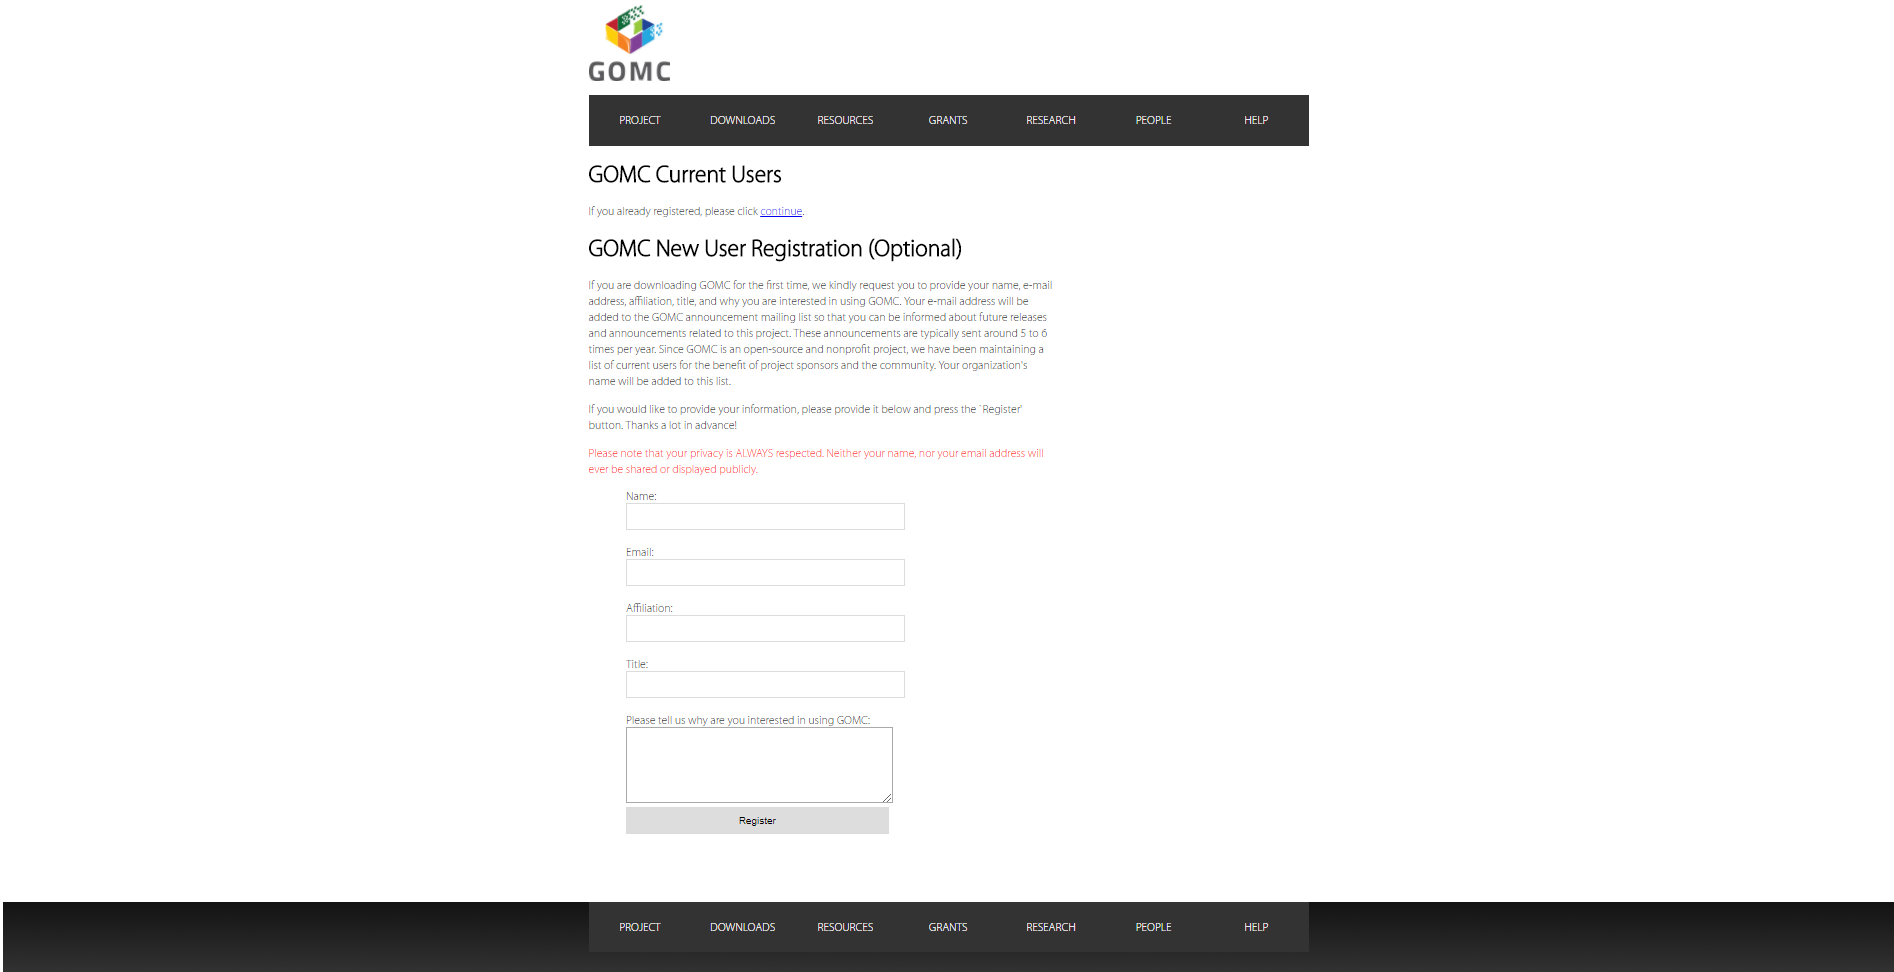 GOMC
PROJECT DOWNLOADS RESOURCES GRANTS RESEARCH PEOPLE HELP
GOMC Current Users
If you already registered, please click continue.
GOMC New User Registration (Optional)
If you are downloading GOMC for the first time, we kindly request you to provide your name, e-mail
address, affiliation, title, and why you are interested in using GOMC. Your e-mail address will be
added to the GOMC announcement mailing list so that you can be informed about future releases
and announcements related to this project. These announcements are typically sent around 5 to 6
times per year. Since GOMC is an open-source and nonprofit project, we have been maintaining a
list of current users for the benefit of project sponsors and the community. Your organization's
name will be added to this list.
If you would like to provide your information, please provide it below and press the `Register'
button. Thanks a lot in advance!
Please note that your privacy is ALWAYS respected. Neither your name, nor your email address will
ever be shared or displayed publicly.
Name:
Email:
Affiliation:
Title:
Please tell us why are you interested in using GOMC:
Register
PROJECT DOWNLOADS RESOURCES GRANTS RESEARCH PEOPLE HELP